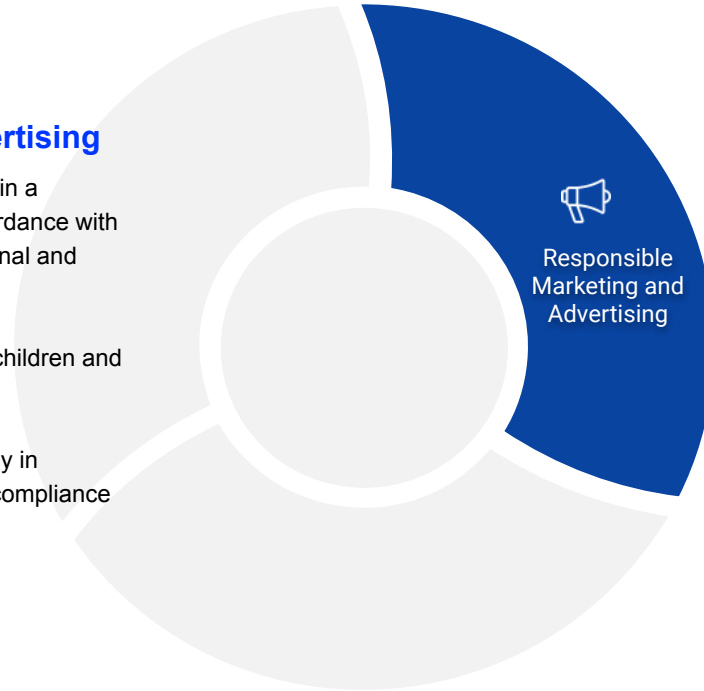 ertising
in a
rdance with
nal and
children and
y in
compliance
Responsible
Marketing and
Advertising